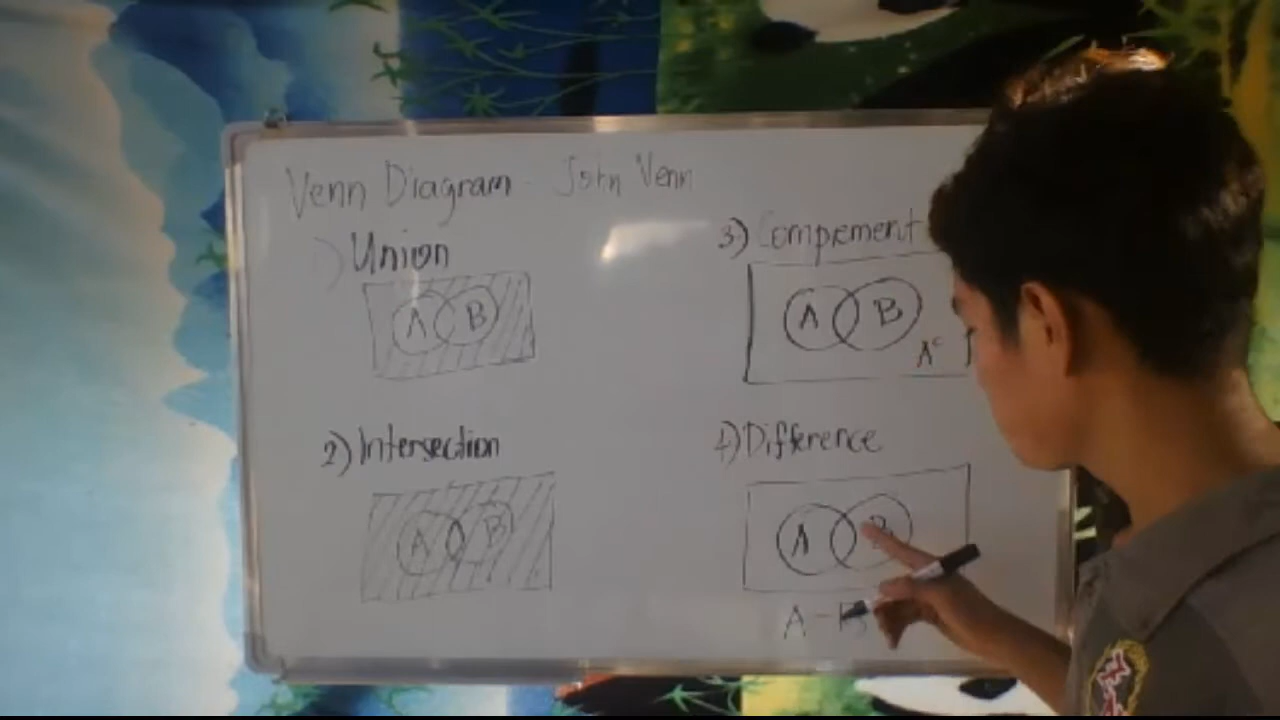 Venn Diagram - John Venn
1) Union
A B
2) Intersection
A B
3) Complement
A B
Aᶜ
4) Difference
A B
A - B